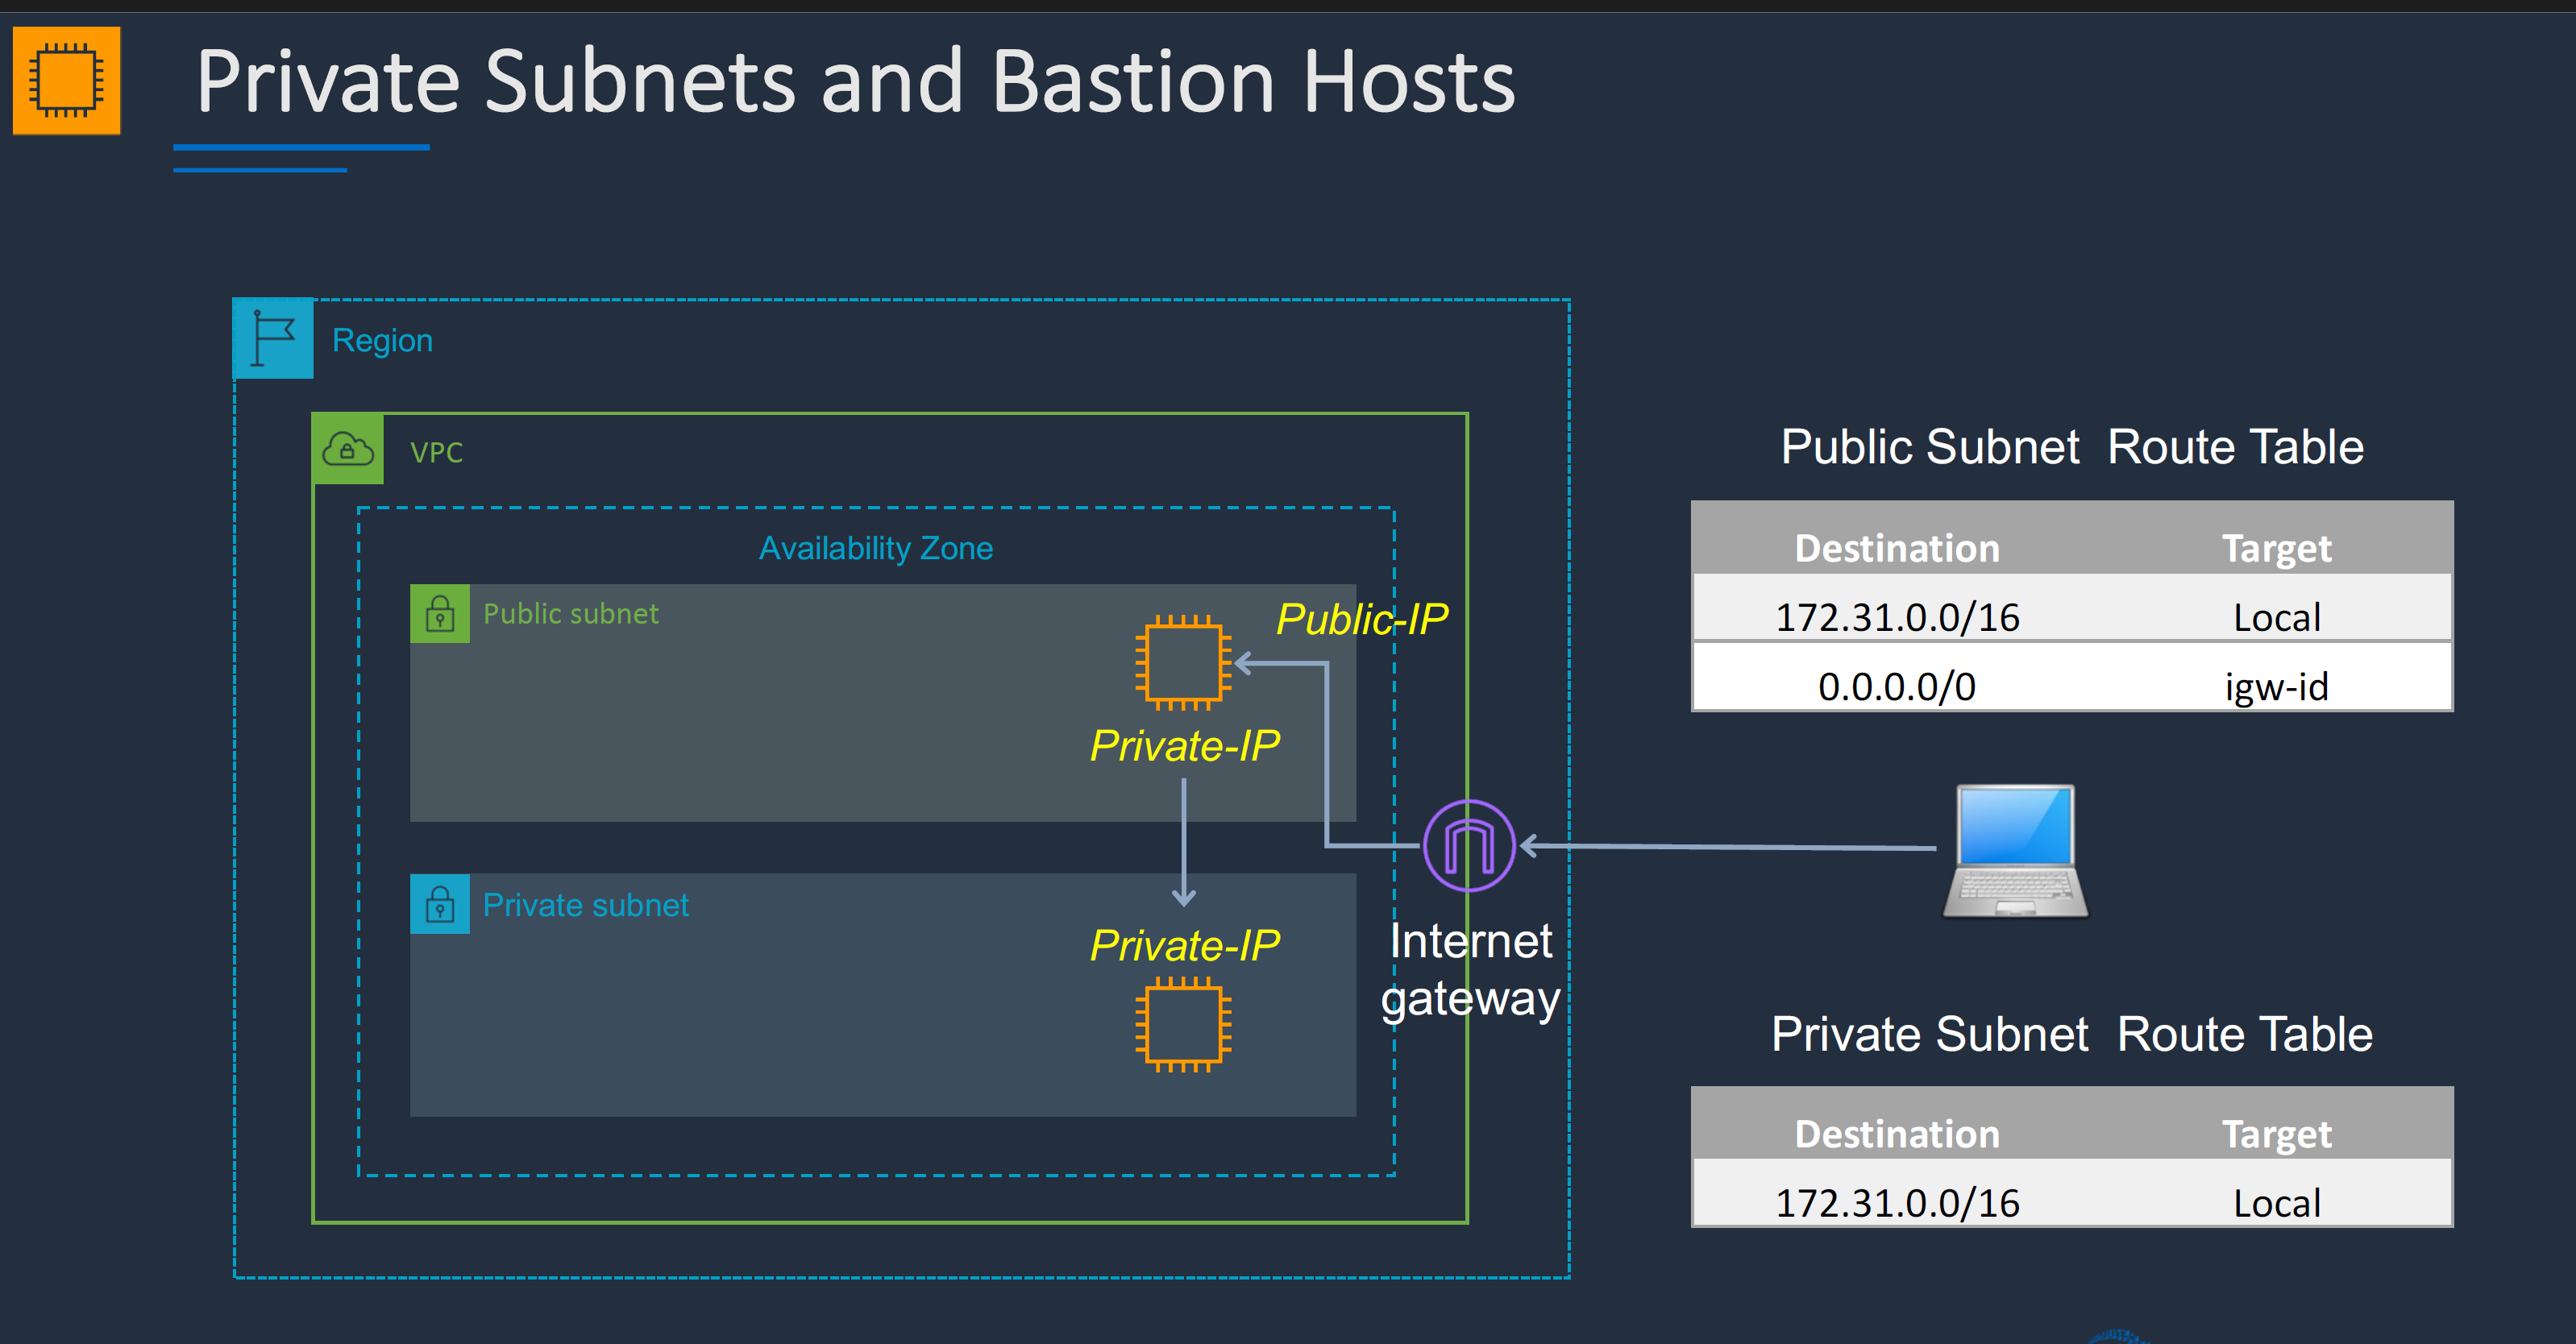 Private Subnets and Bastion Hosts
Region
VPC
Availability Zone
Public subnet
Public-IP
Private-IP
Private subnet
Private-IP
Internet
gateway
Public Subnet Route Table
Destination Target
172.31.0.0/16 Local
0.0.0.0/0 igw-id
Private Subnet Route Table
Destination Target
172.31.0.0/16 Local